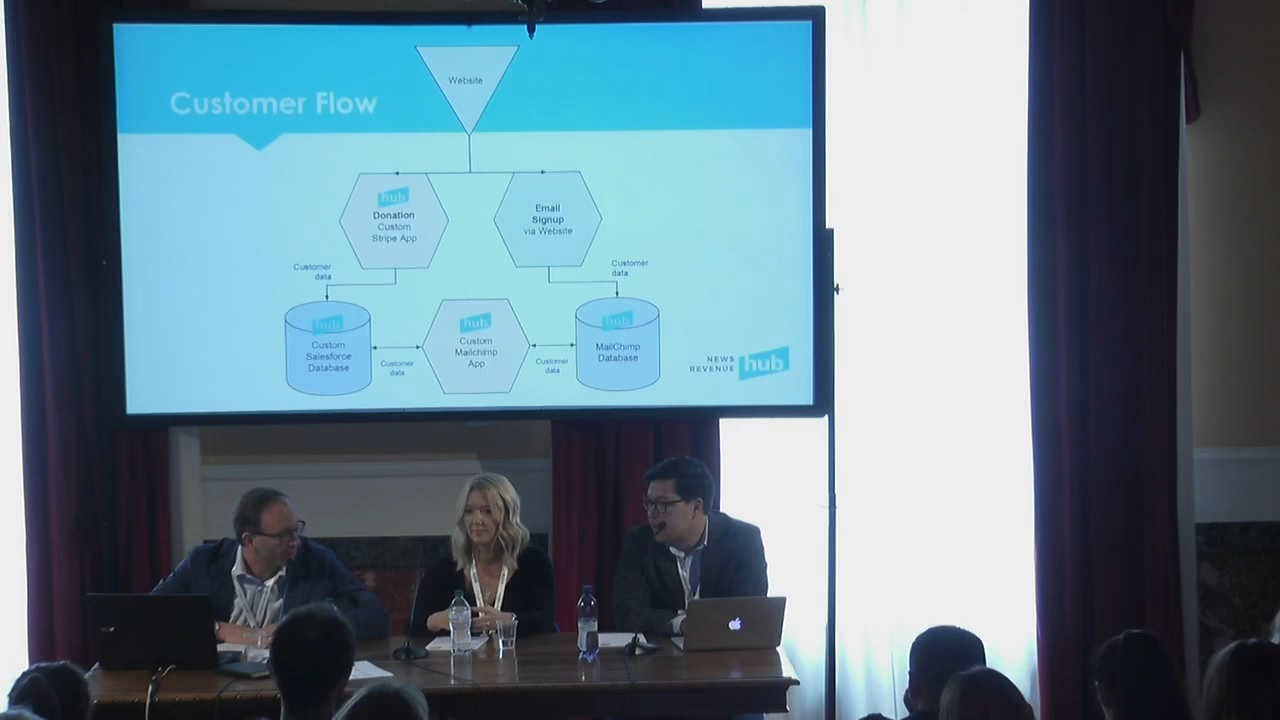 Website
Customer Flow
hub
Donation
Custom
Stripe App
Email
Signup
via Website
Customer
data
Customer
data
hub
Custom
Salesforce
Database
hub
Custom
Mailchimp
App
hub
MailChimp
Database
Customer
data
Customer
data
NEWS
REVENUE
hub